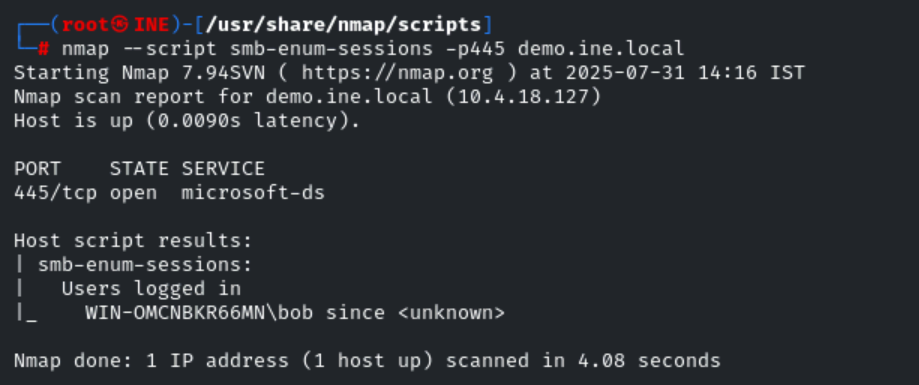 ┌──(root㉿INE)-[/usr/share/nmap/scripts]
└─# nmap --script smb-enum-sessions -p445 demo.ine.local
Starting Nmap 7.94SVN ( https://nmap.org ) at 2025-07-31 14:16 IST
Nmap scan report for demo.ine.local (10.4.18.127)
Host is up (0.0090s latency).

PORT    STATE SERVICE
445/tcp open  microsoft-ds

Host script results:
| smb-enum-sessions:
|   Users logged in
|_    WIN-OMCNBKR66MN\bob since <unknown>

Nmap done: 1 IP address (1 host up) scanned in 4.08 seconds